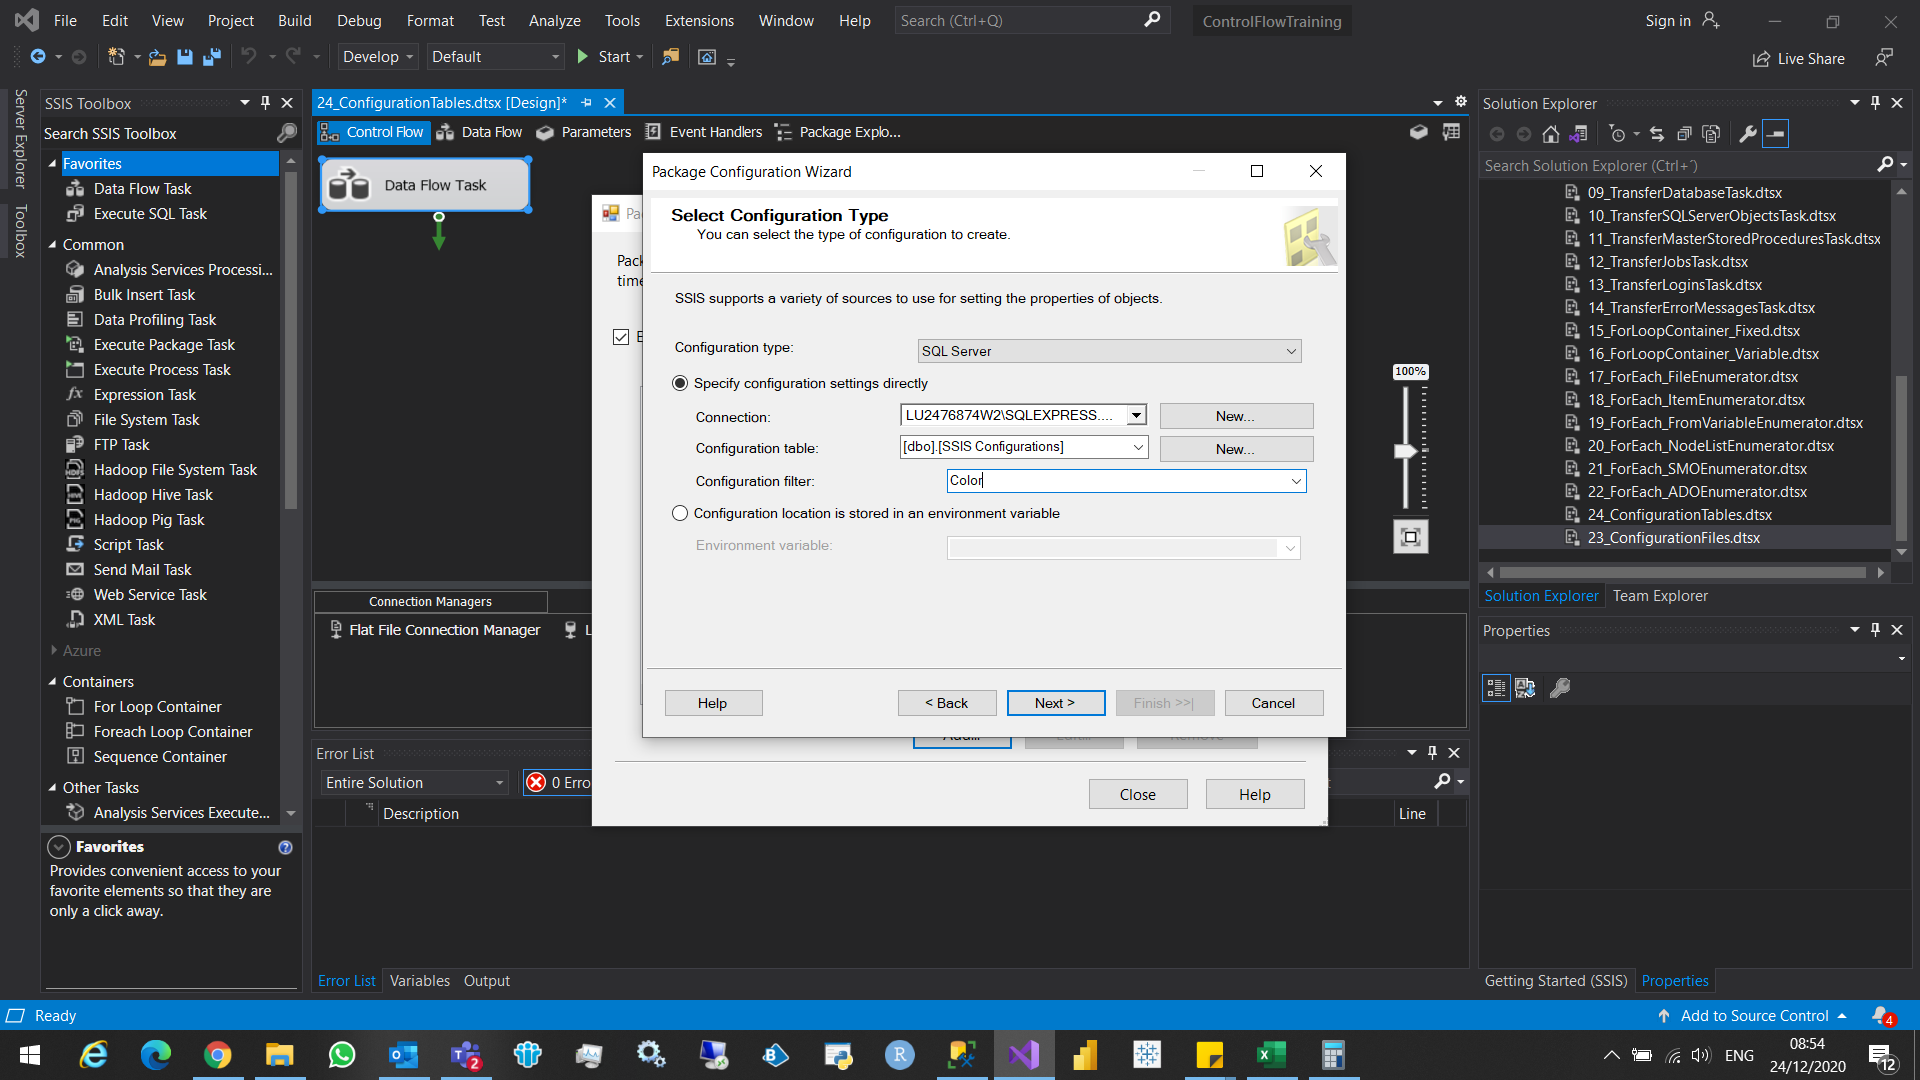 File Edit View Project Build Debug Format Test Analyze Tools Extensions Window Help Search (Ctrl+Q) ControlFlowTraining Sign in
Develop Default Start Live Share
Server Explorer
Toolbox
SSIS Toolbox
Search SSIS Toolbox
Favorites
Data Flow Task
Execute SQL Task
Common
Analysis Services Processi...
Bulk Insert Task
Data Profiling Task
Execute Package Task
Execute Process Task
Expression Task
File System Task
FTP Task
Hadoop File System Task
Hadoop Hive Task
Hadoop Pig Task
Script Task
Send Mail Task
Web Service Task
XML Task
Azure
Containers
For Loop Container
Foreach Loop Container
Sequence Container
Other Tasks
Analysis Services Execute...
Favorites
Provides convenient access to your
favorite elements so that they are
only a click away.
24_ConfigurationTables.dtsx [Design]*
Control Flow Data Flow Parameters Event Handlers Package Explo...
Data Flow Task
Pa
Pack
time
E
Package Configuration Wizard
Select Configuration Type
You can select the type of configuration to create.
SSIS supports a variety of sources to use for setting the properties of objects.
Configuration type: SQL Server
Specify configuration settings directly
Connection: LU2476874W2\SQLEXPRESS.... New...
Configuration table: [dbo].[SSIS Configurations] New...
Configuration filter: Color
Configuration location is stored in an environment variable
Environment variable:
Help < Back Next > Finish >>| Cancel
Add... Edit... Remove
Close Help
100%
Connection Managers
Flat File Connection Manager L
Error List
Entire Solution 0 Erro t
Description Line
Error List Variables Output
Solution Explorer
Search Solution Explorer (Ctrl+´)
09_TransferDatabaseTask.dtsx
10_TransferSQLServerObjectsTask.dtsx
11_TransferMasterStoredProceduresTask.dtsx
12_TransferJobsTask.dtsx
13_TransferLoginsTask.dtsx
14_TransferErrorMessagesTask.dtsx
15_ForLoopContainer_Fixed.dtsx
16_ForLoopContainer_Variable.dtsx
17_ForEach_FileEnumerator.dtsx
18_ForEach_ItemEnumerator.dtsx
19_ForEach_FromVariableEnumerator.dtsx
20_ForEach_NodeListEnumerator.dtsx
21_ForEach_SMOEnumerator.dtsx
22_ForEach_ADOEnumerator.dtsx
24_ConfigurationTables.dtsx
23_ConfigurationFiles.dtsx
Solution Explorer Team Explorer
Properties
Getting Started (SSIS) Properties
Ready Add to Source Control 4
2 ENG 08:54
24/12/2020 12